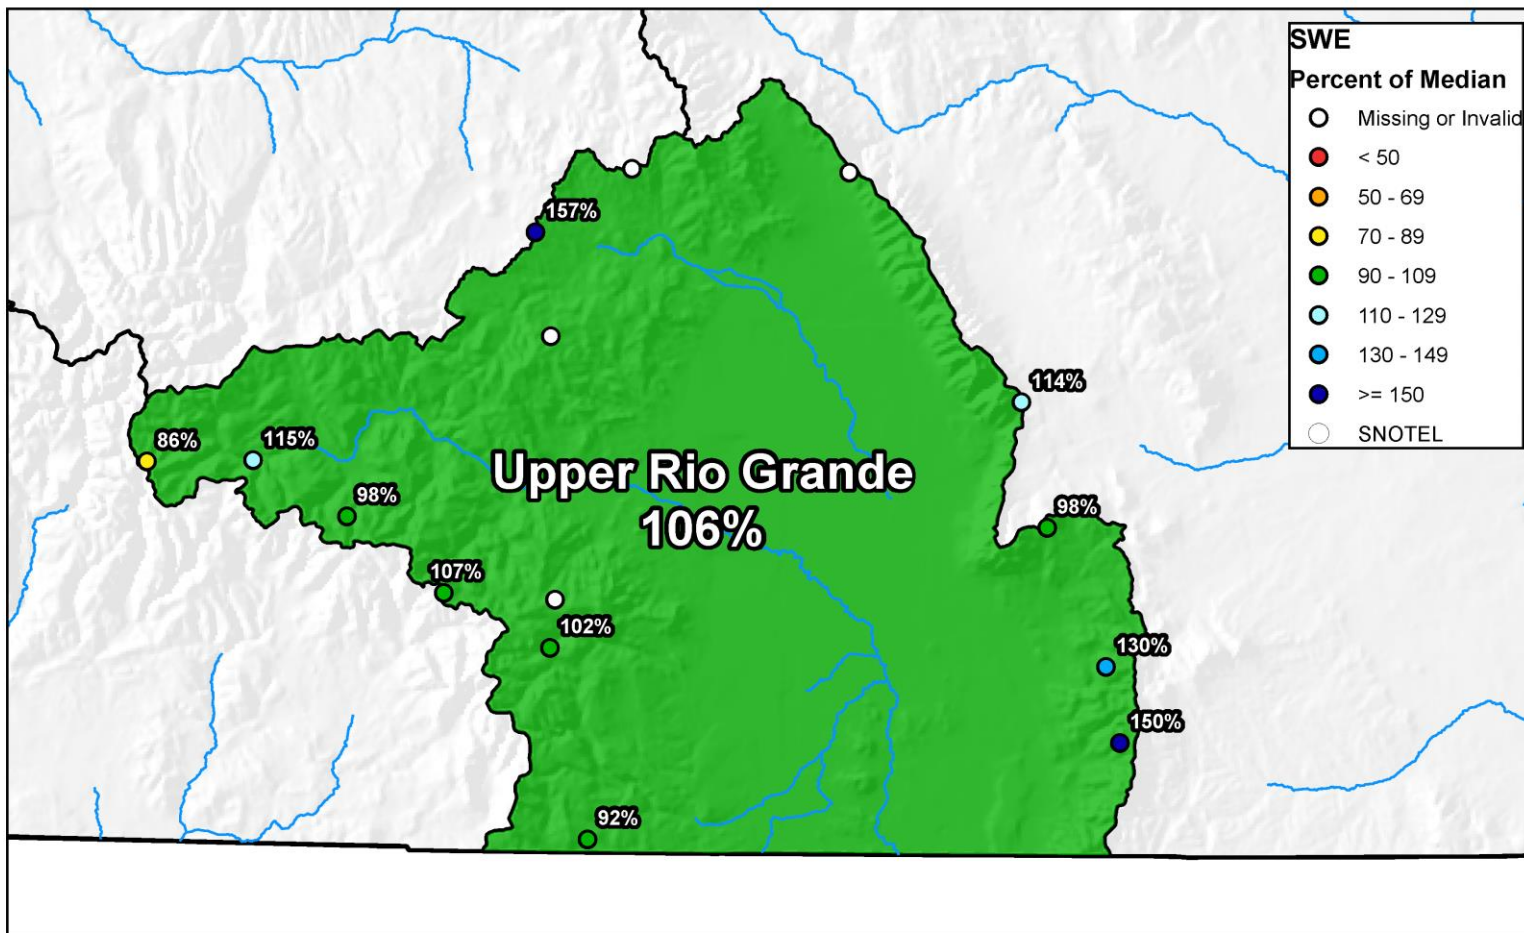 SWE
Percent of Median
Missing or Invalid
< 50
50 - 69
70 - 89
90 - 109
110 - 129
130 - 149
>= 150
SNOTEL
157%
114%
86%
115%
98%
Upper Rio Grande
106%
98%
107%
102%
130%
150%
92%